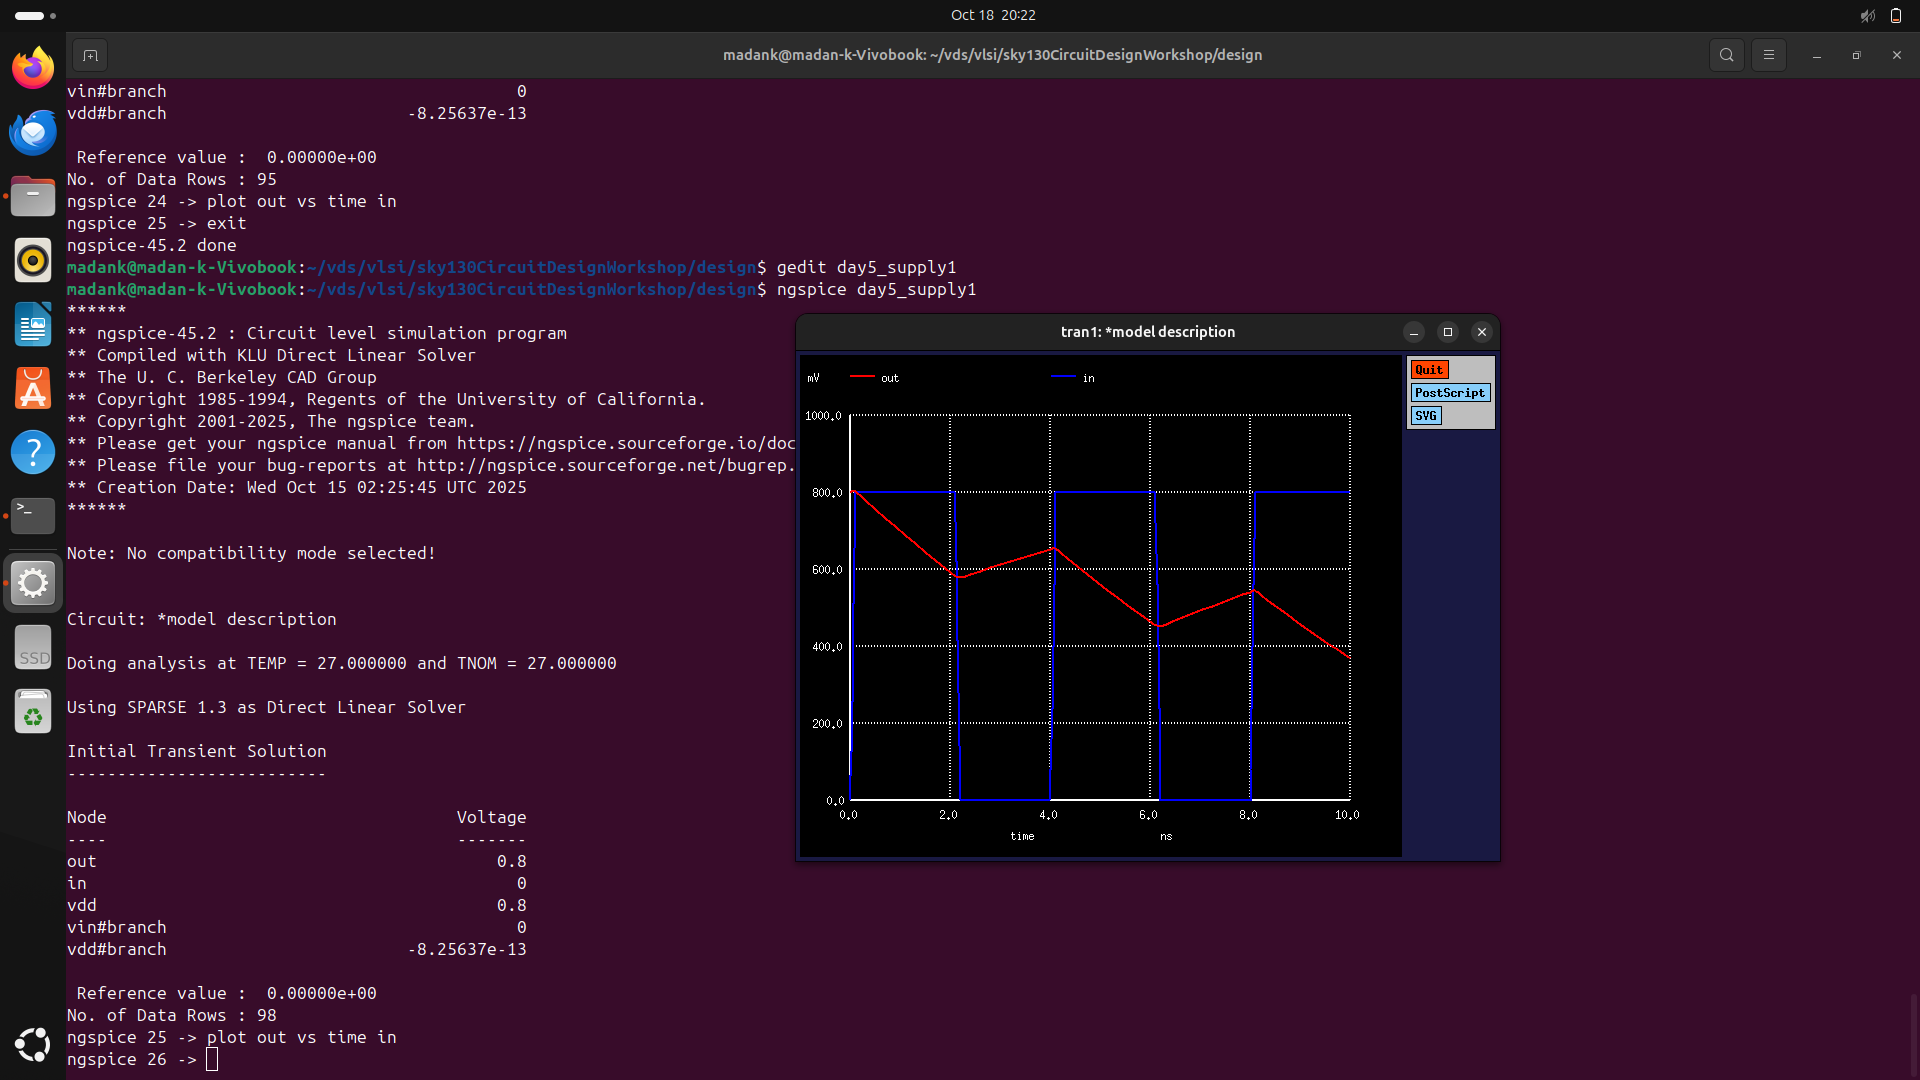 Oct 18 20:22
madank@madan-k-Vivobook: ~/vds/vlsi/sky130CircuitDesignWorkshop/design
vin#branch 0
vdd#branch -8.25637e-13
Reference value : 0.00000e+00
No. of Data Rows : 95
ngspice 24 -> plot out vs time in
ngspice 25 -> exit
ngspice-45.2 done
madank@madan-k-Vivobook:~/vds/vlsi/sky130CircuitDesignWorkshop/design$ gedit day5_supply1
madank@madan-k-Vivobook:~/vds/vlsi/sky130CircuitDesignWorkshop/design$ ngspice day5_supply1
******
** ngspice-45.2 : Circuit level simulation program
** Compiled with KLU Direct Linear Solver
** The U. C. Berkeley CAD Group
** Copyright 1985-1994, Regents of the University of California.
** Copyright 2001-2025, The ngspice team.
** Please get your ngspice manual from https://ngspice.sourceforge.io/doc
** Please file your bug-reports at http://ngspice.sourceforge.net/bugrep.
** Creation Date: Wed Oct 15 02:25:45 UTC 2025
******
Note: No compatibility mode selected!
Circuit: *model description
Doing analysis at TEMP = 27.000000 and TNOM = 27.000000
Using SPARSE 1.3 as Direct Linear Solver
Initial Transient Solution
--------------------------
Node Voltage
---- -------
out 0.8
in 0
vdd 0.8
vin#branch 0
vdd#branch -8.25637e-13
Reference value : 0.00000e+00
No. of Data Rows : 98
ngspice 25 -> plot out vs time in
ngspice 26 ->
tran1: *model description
mV out in
1000.0
800.0
600.0
400.0
200.0
0.0
0.0 2.0 4.0 6.0 8.0 10.0
time ns
Quit
PostScript
SVG
SSD